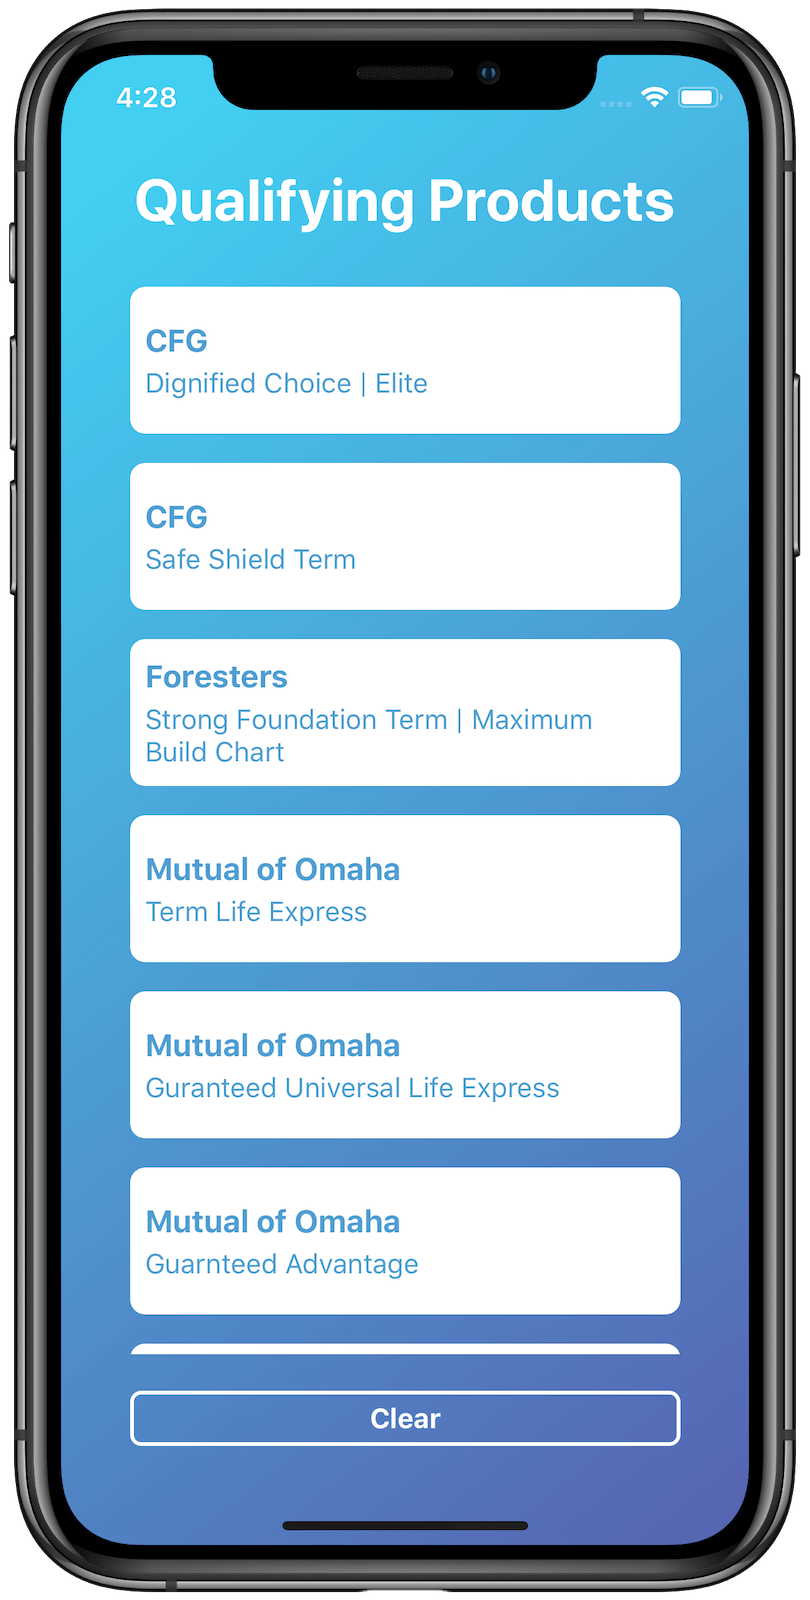 4:28
Qualifying Products
CFG
Dignified Choice | Elite
CFG
Safe Shield Term
Foresters
Strong Foundation Term | Maximum
Build Chart
Mutual of Omaha
Term Life Express
Mutual of Omaha
Guranteed Universal Life Express
Mutual of Omaha
Guarnteed Advantage
Clear